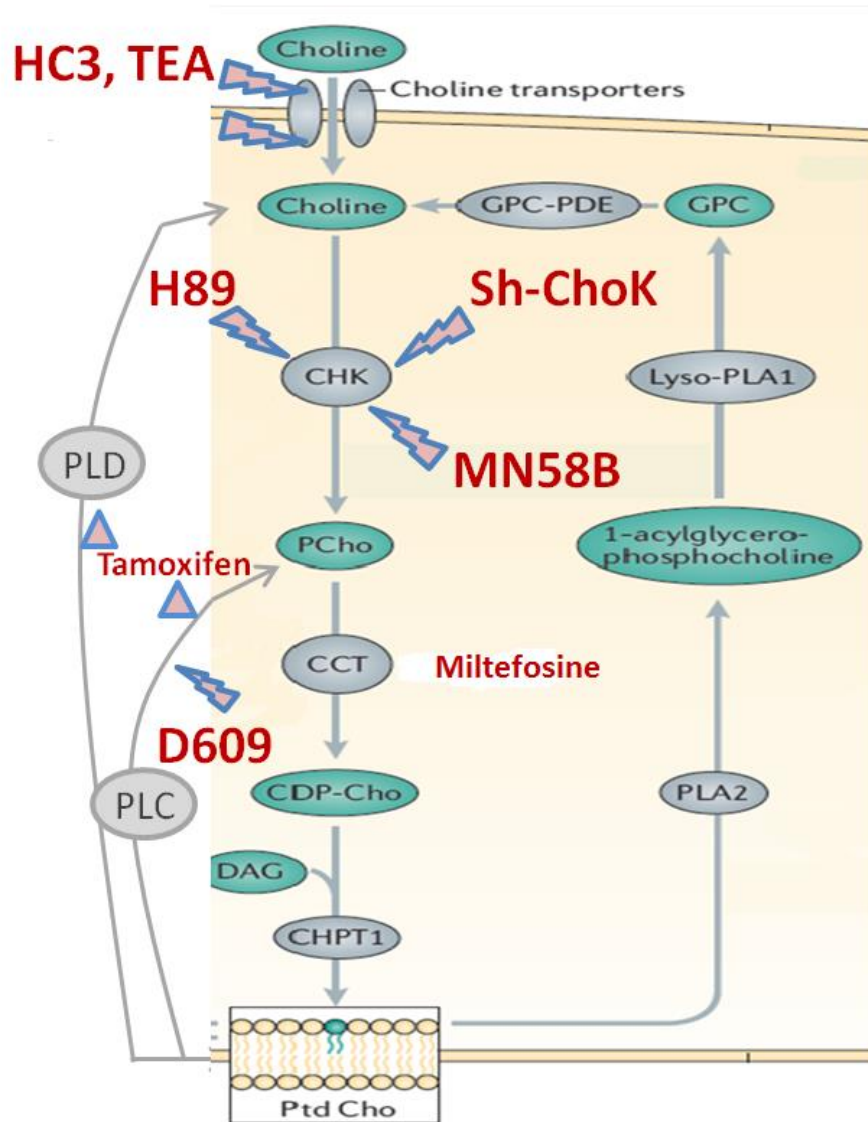 Choline
HC3, TEA
Choline transporters
Choline
GPC-PDE
GPC
H89
Sh-ChoK
CHK
Lyso-PLA1
PLD
MN58B
PCho
1-acylglycero-
phosphocholine
Tamoxifen
CCT
Miltefosine
D609
CDP-Cho
PLA2
PLC
DAG
CHPT1
Ptd Cho